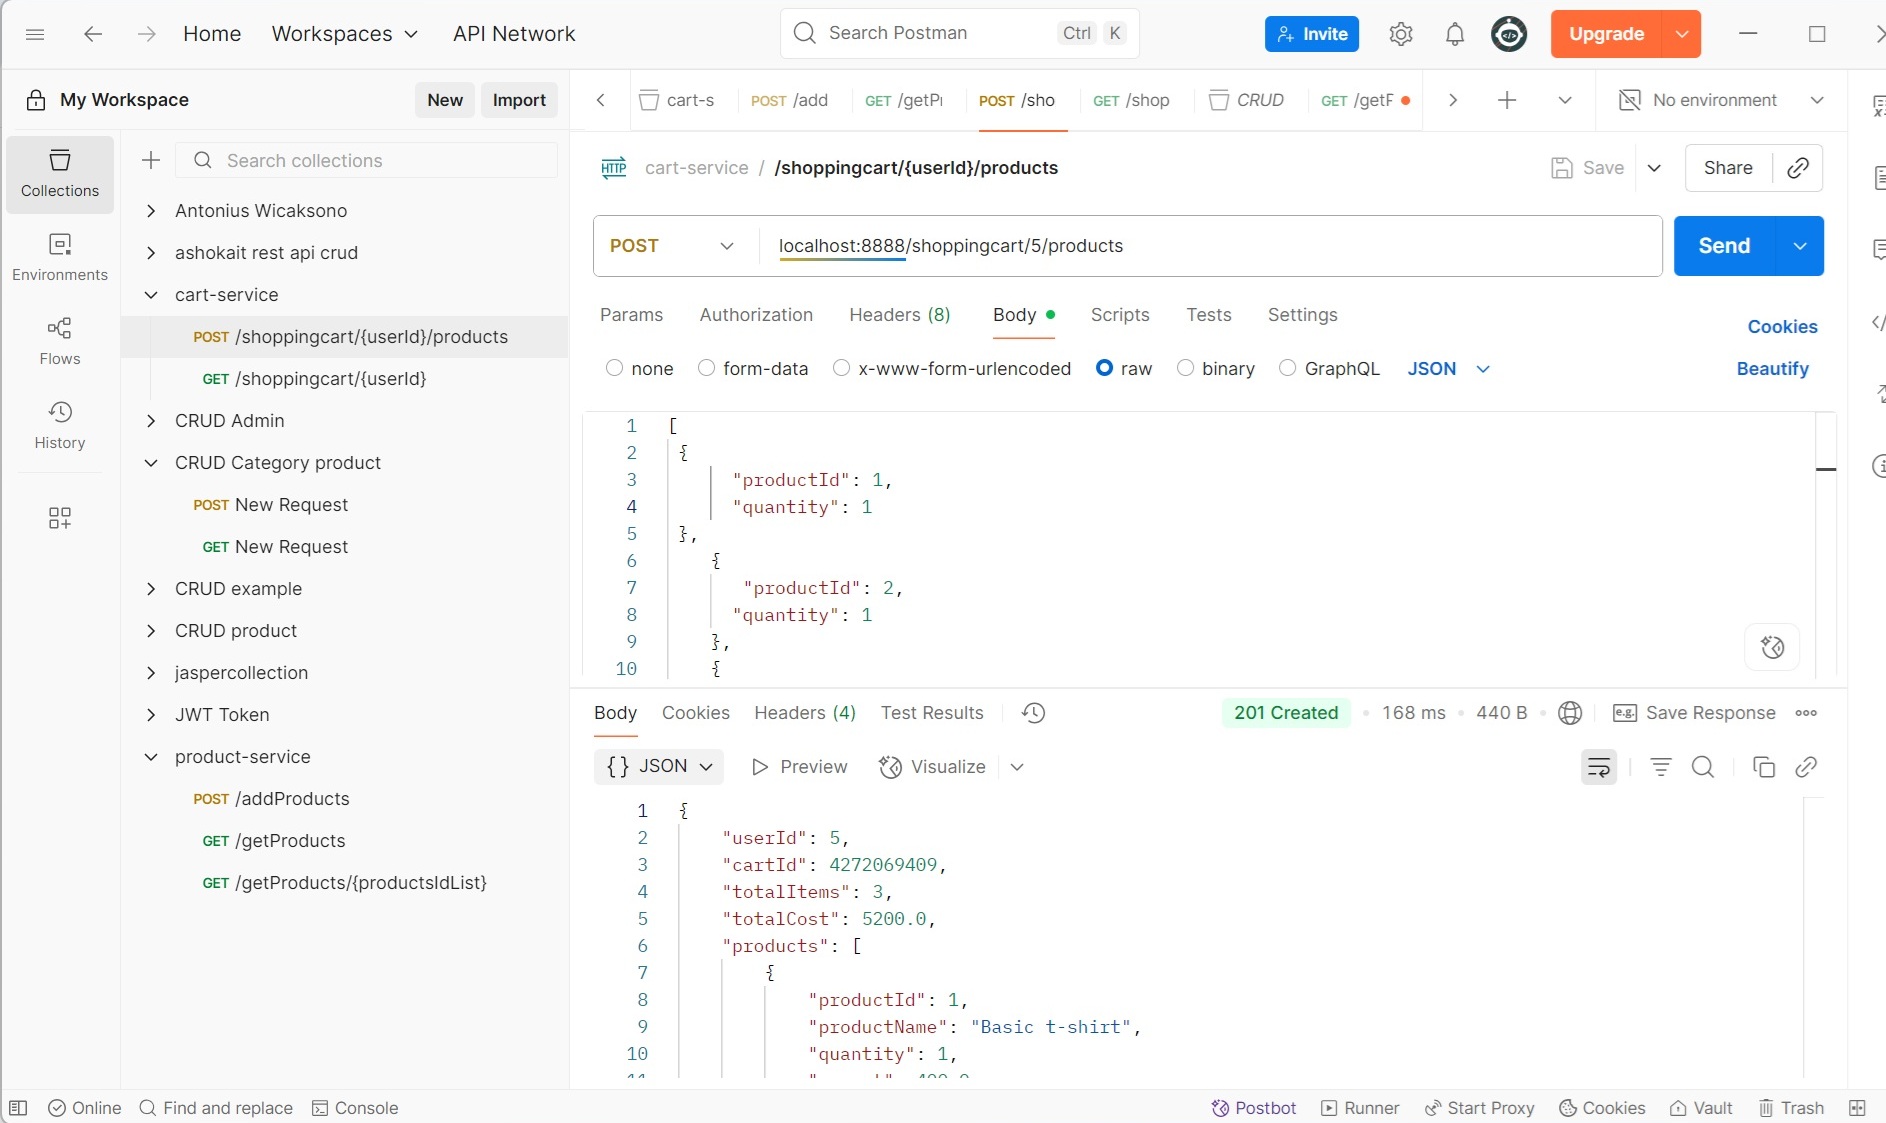 Home Workspaces API Network Search Postman Ctrl K Invite Upgrade
My Workspace New Import cart-s POST /add GET /getPr POST /sho GET /shop CRUD GET /getF No environment
Search collections
Collections
Environments
Flows
History
Antonius Wicaksono
ashokait rest api crud
cart-service
POST /shoppingcart/{userId}/products
GET /shoppingcart/{userId}
CRUD Admin
CRUD Category product
POST New Request
GET New Request
CRUD example
CRUD product
jaspercollection
JWT Token
product-service
POST /addProducts
GET /getProducts
GET /getProducts/{productsIdList}
HTTP cart-service / /shoppingcart/{userId}/products Save Share
POST localhost:8888/shoppingcart/5/products Send
Params Authorization Headers (8) Body Scripts Tests Settings Cookies
none form-data x-www-form-urlencoded raw binary GraphQL JSON Beautify
1 [
2 {
3 "productId": 1,
4 "quantity": 1
5 },
6 {
7 "productId": 2,
8 "quantity": 1
9 },
10 {
Body Cookies Headers (4) Test Results 201 Created • 168 ms • 440 B • e.g. Save Response
{} JSON Preview Visualize
1 {
2 "userId": 5,
3 "cartId": 4272069409,
4 "totalItems": 3,
5 "totalCost": 5200.0,
6 "products": [
7 {
8 "productId": 1,
9 "productName": "Basic t-shirt",
10 "quantity": 1,
Online Find and replace Console Postbot Runner Start Proxy Cookies Vault Trash